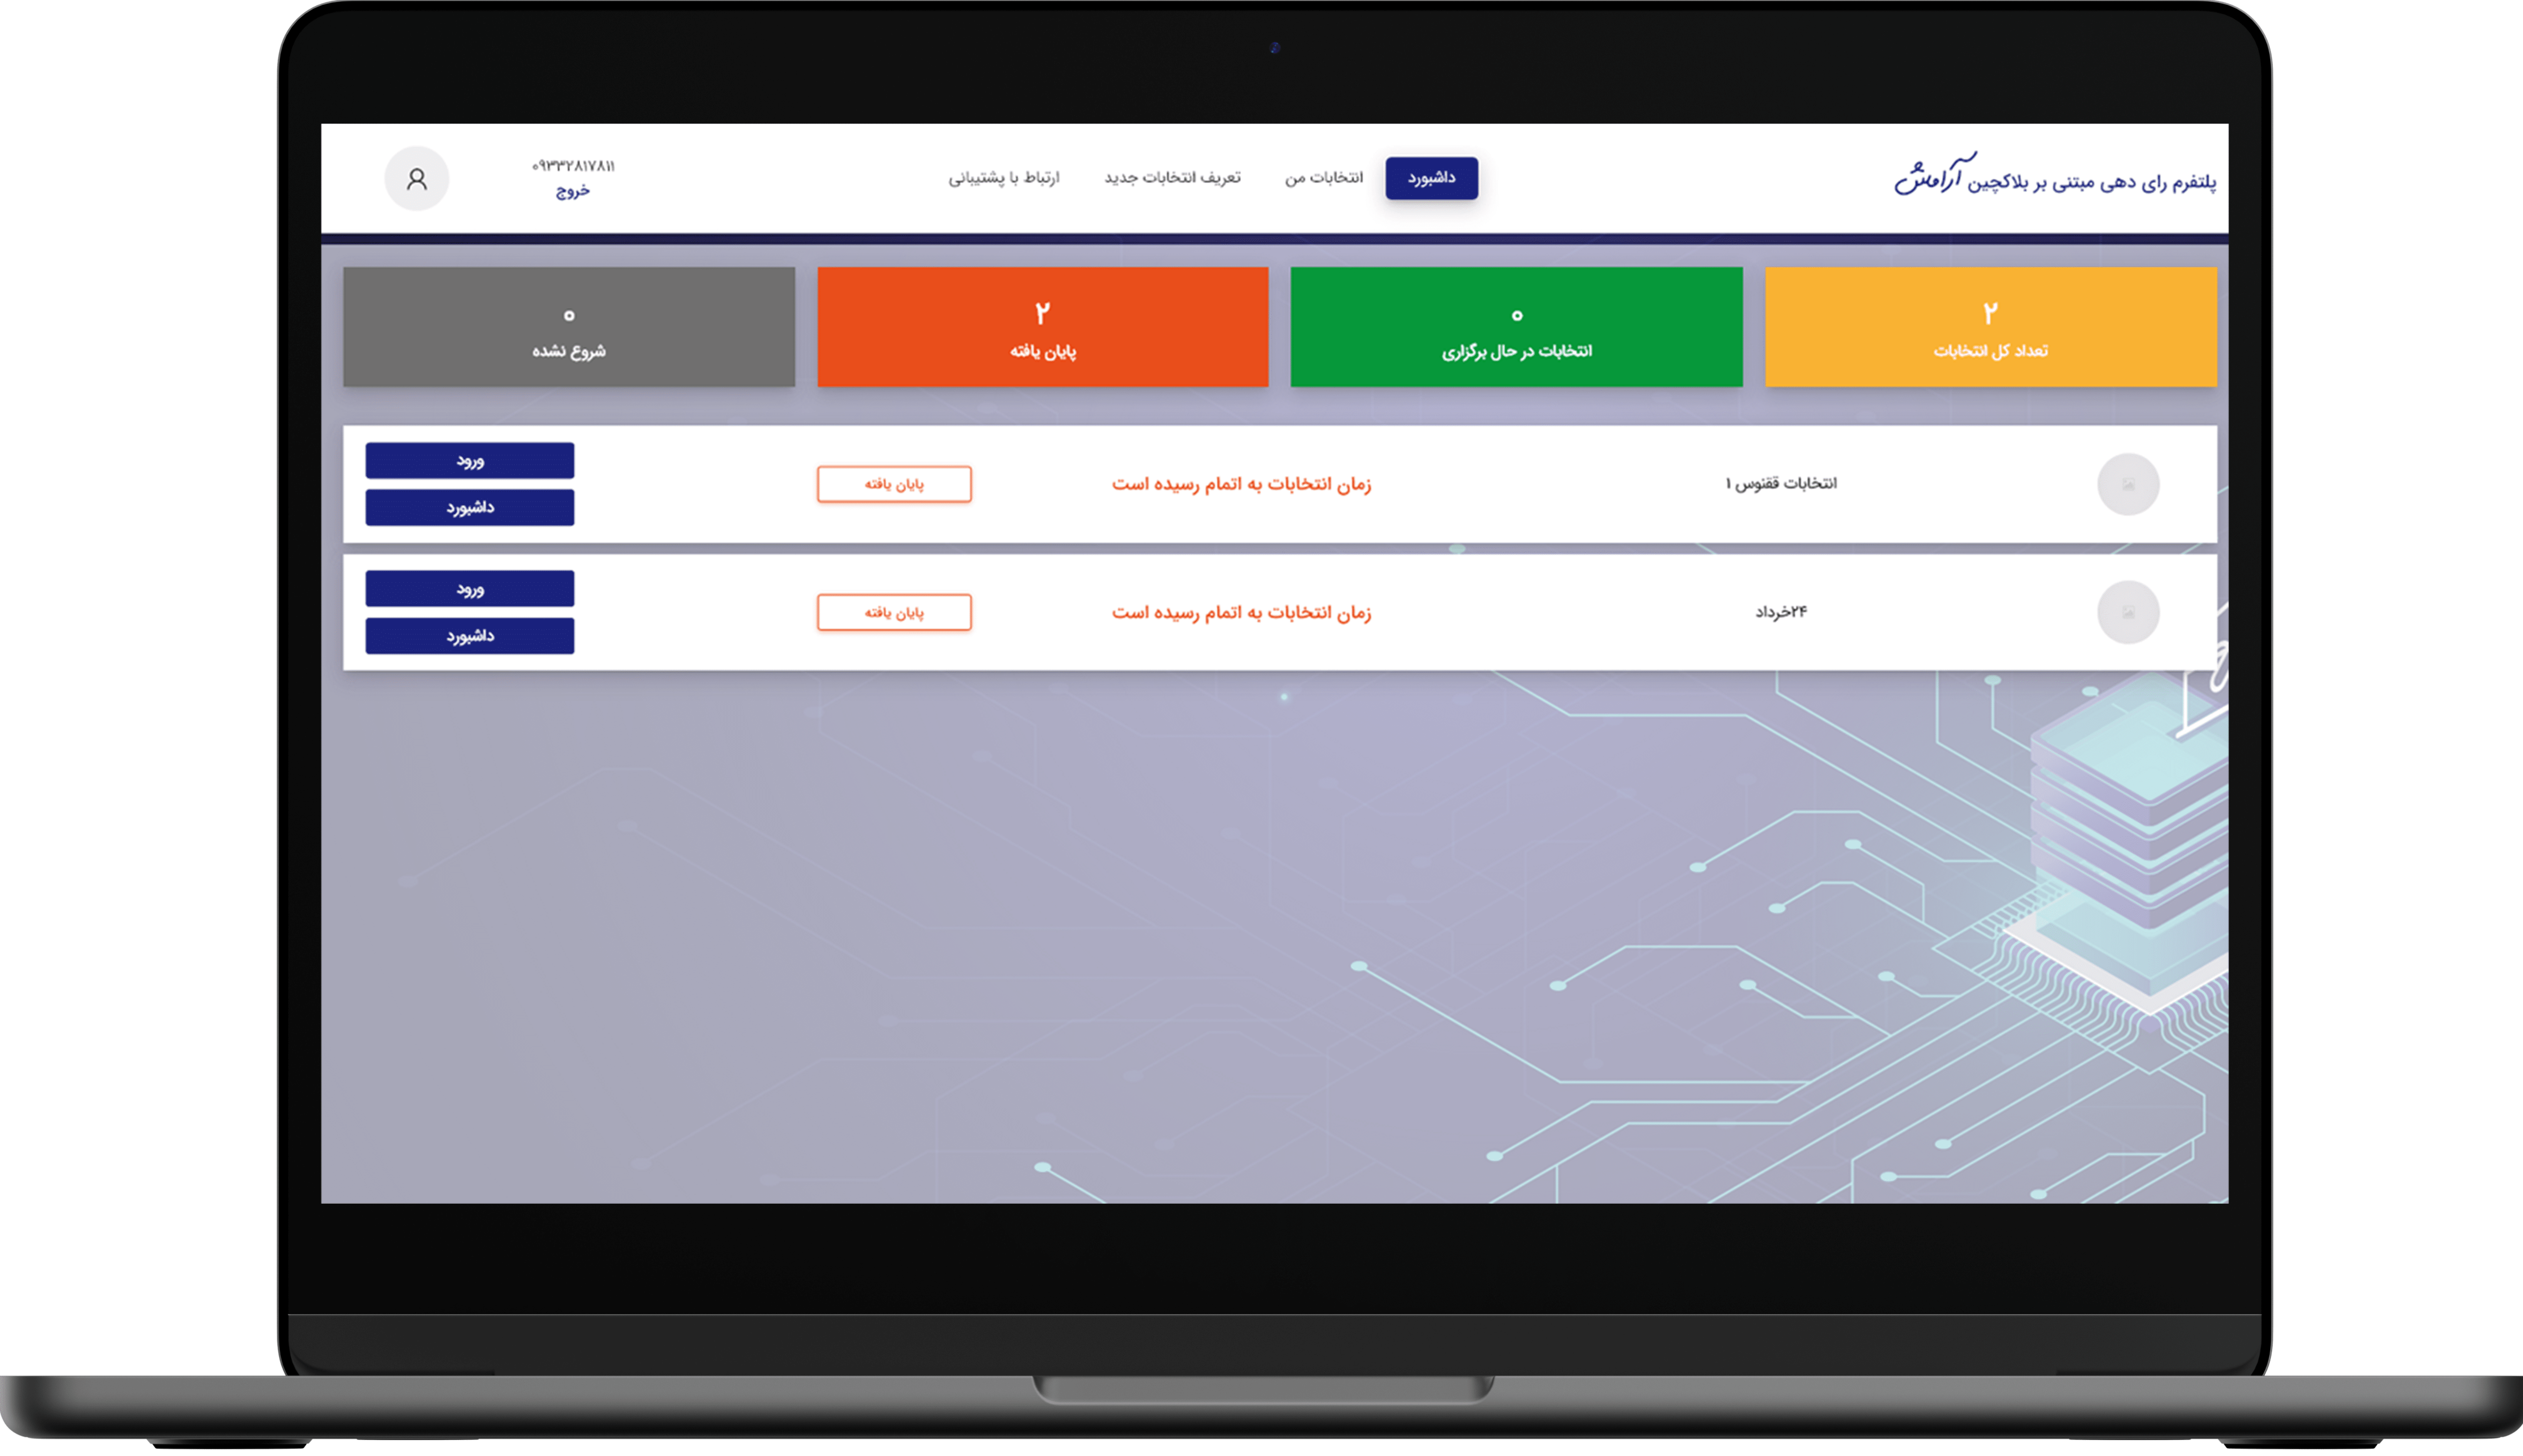 پلتفرم رای دهی مبتنی بر بلاکچین آرامش
داشبورد
انتخابات من
تعریف انتخابات جدید
ارتباط با پشتیبانی
۰۹۳۳۲۸۱۷۸۱۱
خروج
۲
تعداد کل انتخابات
۰
انتخابات در حال برگزاری
۲
پایان یافته
۰
شروع نشده
انتخابات ققنوس ۱
زمان انتخابات به اتمام رسیده است
پایان یافته
ورود
داشبورد
۲۴خرداد
زمان انتخابات به اتمام رسیده است
پایان یافته
ورود
داشبورد